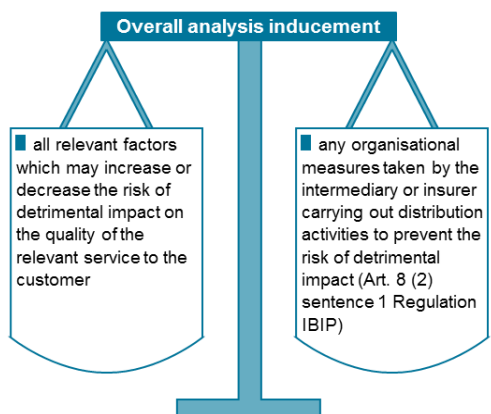 Overall analysis inducement
all relevant factors
which may increase or
decrease the risk of
detrimental impact on
the quality of the
relevant service to the
customer
any organisational
measures taken by the
intermediary or insurer
carrying out distribution
activities to prevent the
risk of detrimental
impact (Art. 8 (2)
sentence 1 Regulation
IBIP)